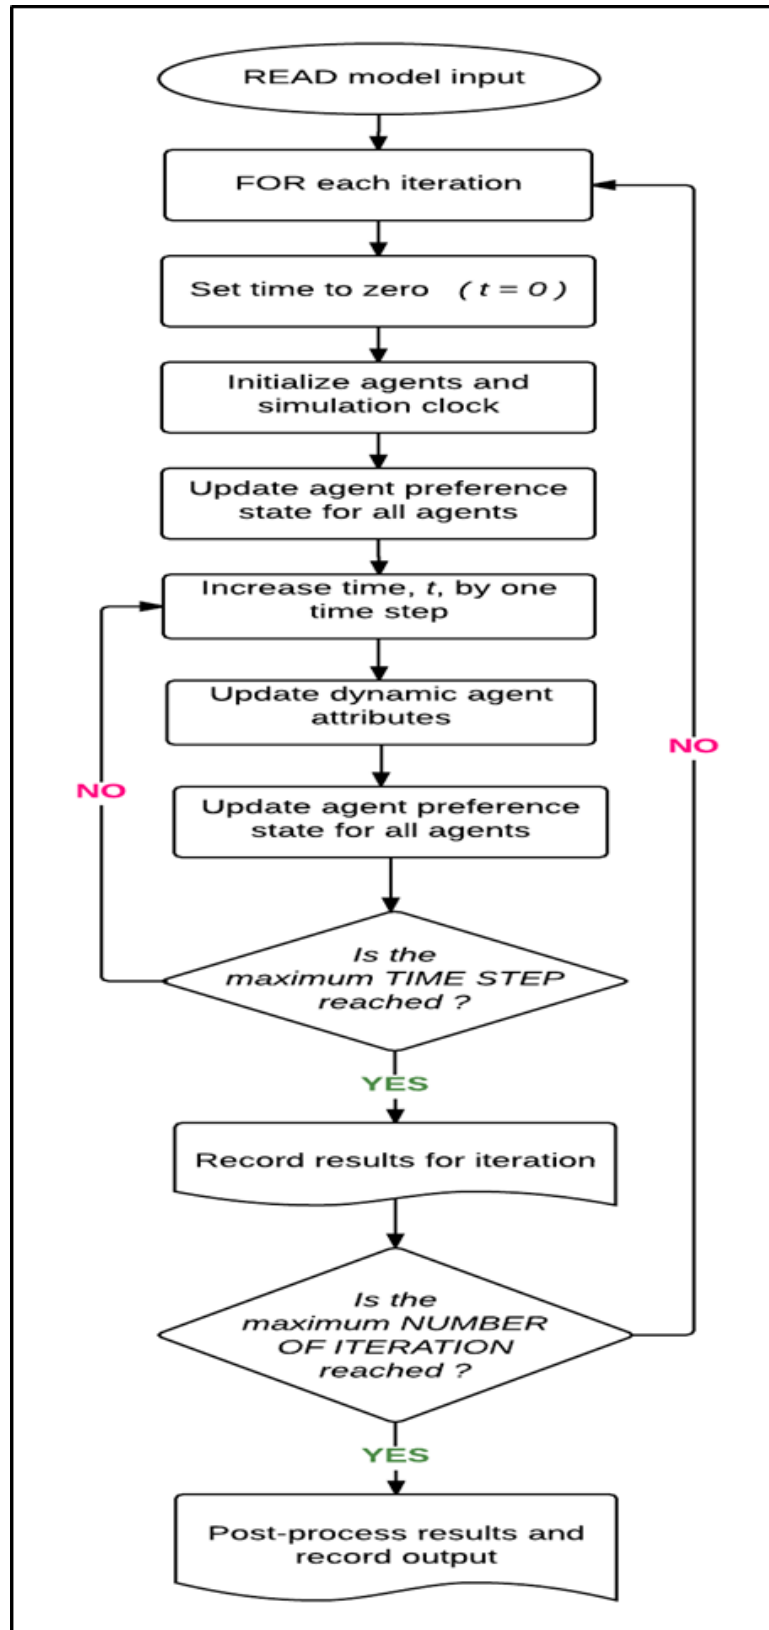 READ model input
FOR each iteration
Set time to zero ( t = 0 )
Initialize agents and
simulation clock
Update agent preference
state for all agents
Increase time, t, by one
time step
Update dynamic agent
attributes
NO
NO
Update agent preference
state for all agents
Is the
maximum TIME STEP
reached ?
YES
Record results for iteration
Is the
maximum NUMBER
OF ITERATION
reached ?
YES
Post-process results and
record output